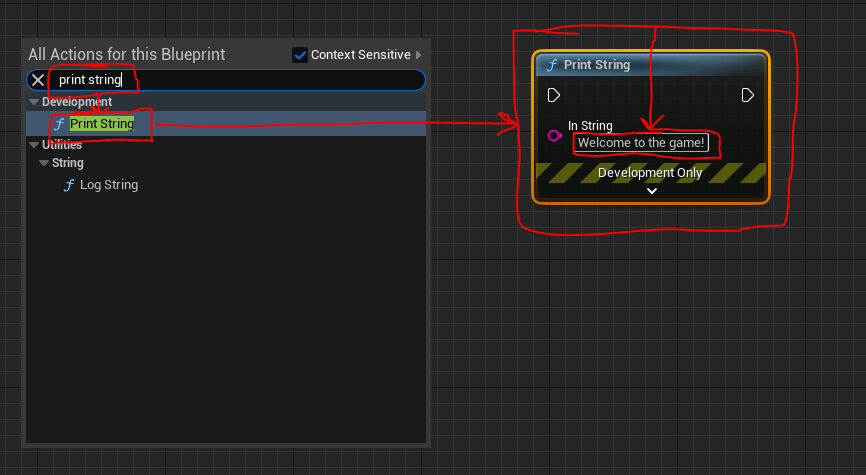 All Actions for this Blueprint
Context Sensitive
print string
Development
f Print String
Utilities
String
f Log String
f Print String
In String
Welcome to the game!
Development Only